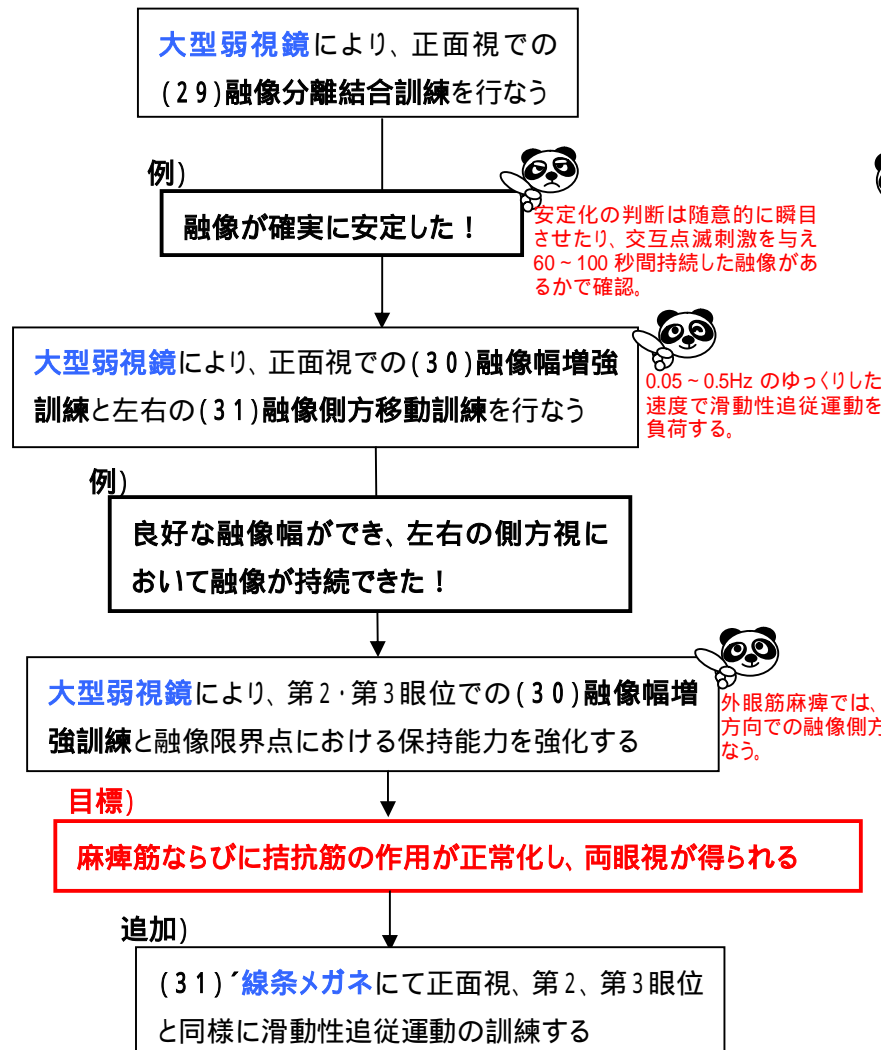 大型弱視鏡により、正面視での
(29)融像分離結合訓練を行なう
例)
融像が確実に安定した！
安定化の判断は随意的に瞬目
させたり、交互点滅刺激を与え
60～100 秒間持続した融像があ
るかで確認。
大型弱視鏡により、正面視での(30)融像幅増強
訓練と左右の(31)融像側方移動訓練を行なう
0.05～0.5Hz のゆっくりした
速度で滑動性追従運動を
負荷する。
例)
良好な融像幅ができ、左右の側方視に
おいて融像が持続できた！
大型弱視鏡により、第2・第3眼位での(30)融像幅増
強訓練と融像限界点における保持能力を強化する
外眼筋麻痺では、
方向での融像側方
なう。
目標)
麻痺筋ならびに拮抗筋の作用が正常化し、両眼視が得られる
追加)
(31)´線条メガネにて正面視、第2、第3眼位
と同様に滑動性追従運動の訓練する